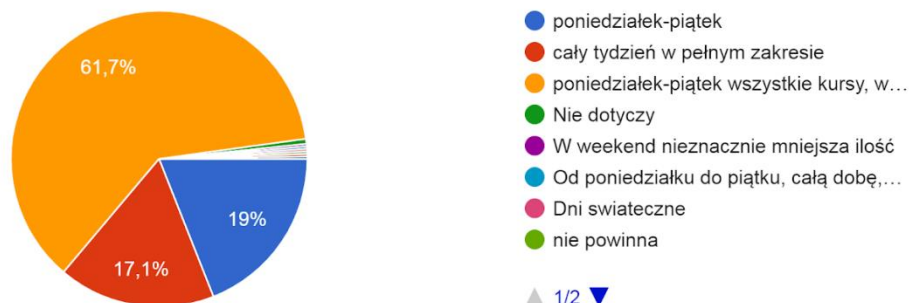 61,7%
19%
17,1%
poniedziałek-piątek
cały tydzień w pełnym zakresie
poniedziałek-piątek wszystkie kursy, w…
Nie dotyczy
W weekend nieznacznie mniejsza ilość
Od poniedziałku do piątku, całą dobę,…
Dni swiateczne
nie powinna
1/2